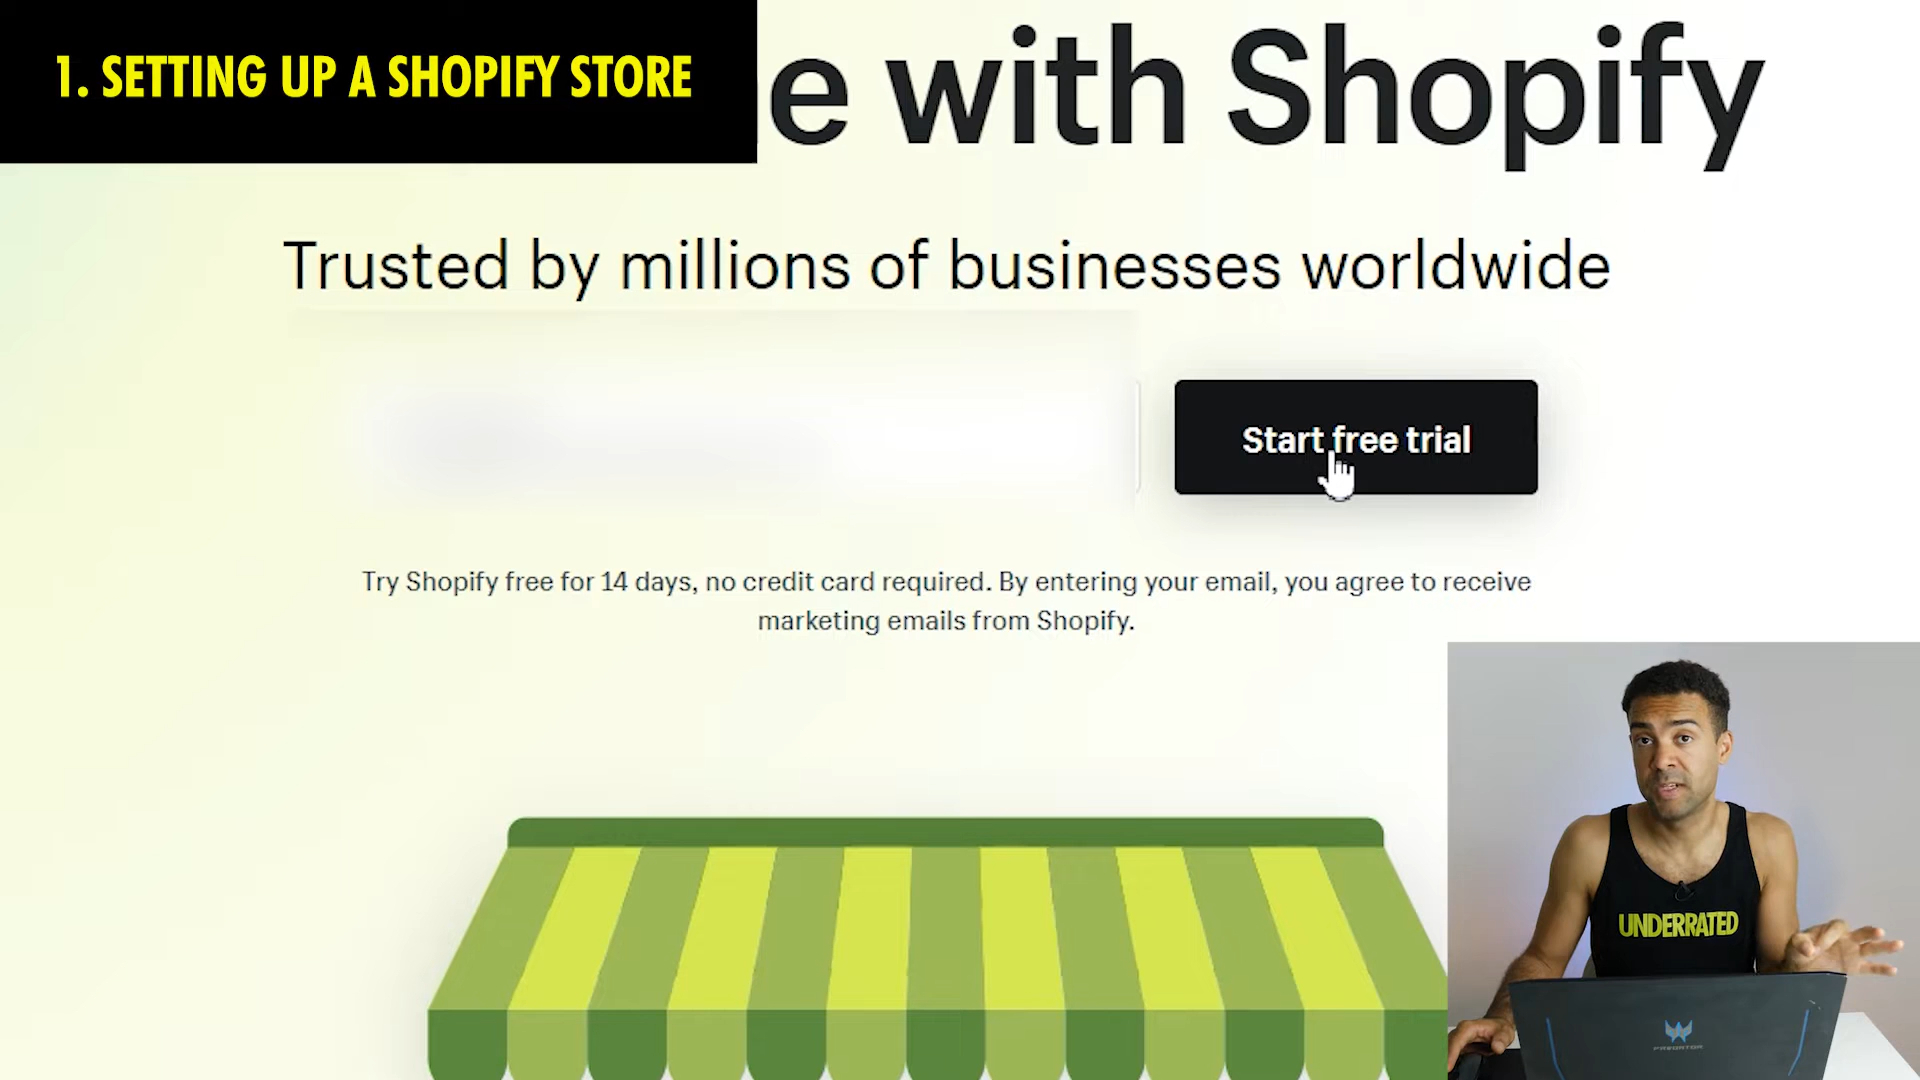 1. SETTING UP A SHOPIFY STORE
e with Shopify
Trusted by millions of businesses worldwide
Start free trial
Try Shopify free for 14 days, no credit card required. By entering your email, you agree to receive
marketing emails from Shopify.
UNDERRATED
PREDATOR